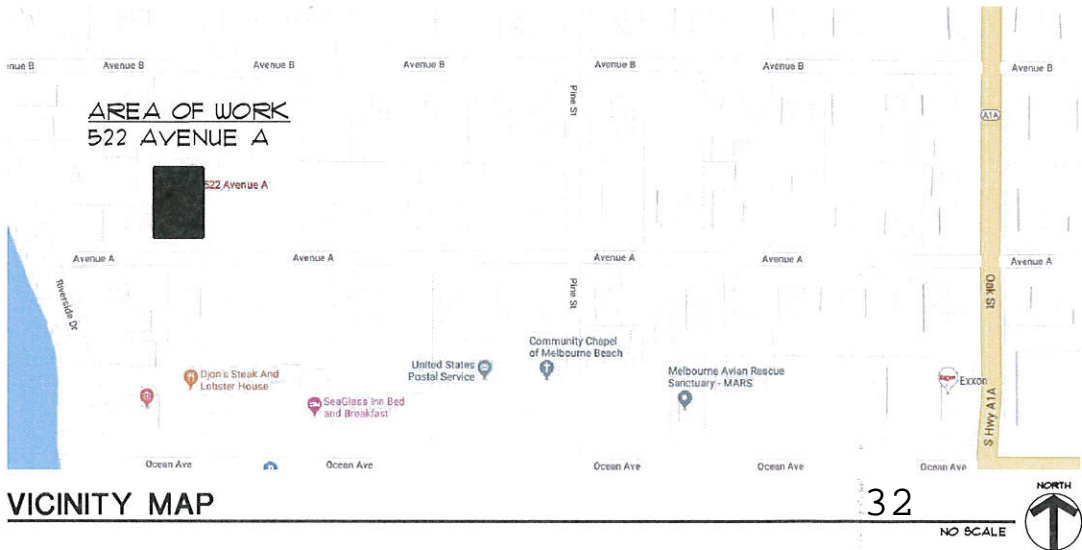 enue B
Avenue B
Avenue B
Avenue B
Avenue B
Avenue B
Avenue B
Pine St
A1A
AREA OF WORK
522 AVENUE A
522 Avenue A
Avenue A
Avenue A
Avenue A
Avenue A
Avenue A
Riverside Dr
Pine St
Oak St
Community Chapel
of Melbourne Beach
United States
Postal Service
Djon's Steak And
Lobster House
Melbourne Avian Rescue
Sanctuary - MARS
Exxon
SeaGlass Inn Bed
and Breakfast
S Hwy A1A
Ocean Ave
Ocean Ave
Ocean Ave
Ocean Ave
Ocean Ave
VICINITY MAP
32
NO SCALE
NORTH